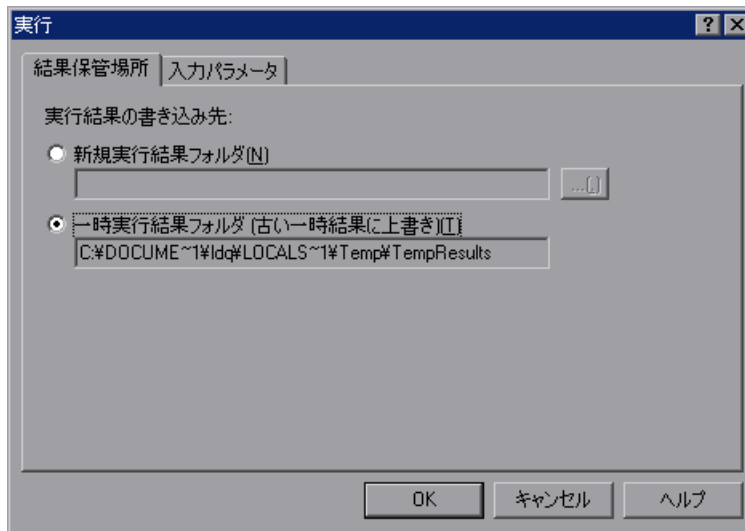 実行
結果保管場所 入力パラメータ
実行結果の書き込み先:
新規実行結果フォルダ(N)
...(.)
一時実行結果フォルダ (古い一時結果に上書き)(T)
C:¥DOCUME~1¥ldq¥LOCALS~1¥Temp¥TempResults
OK キャンセル ヘルプ